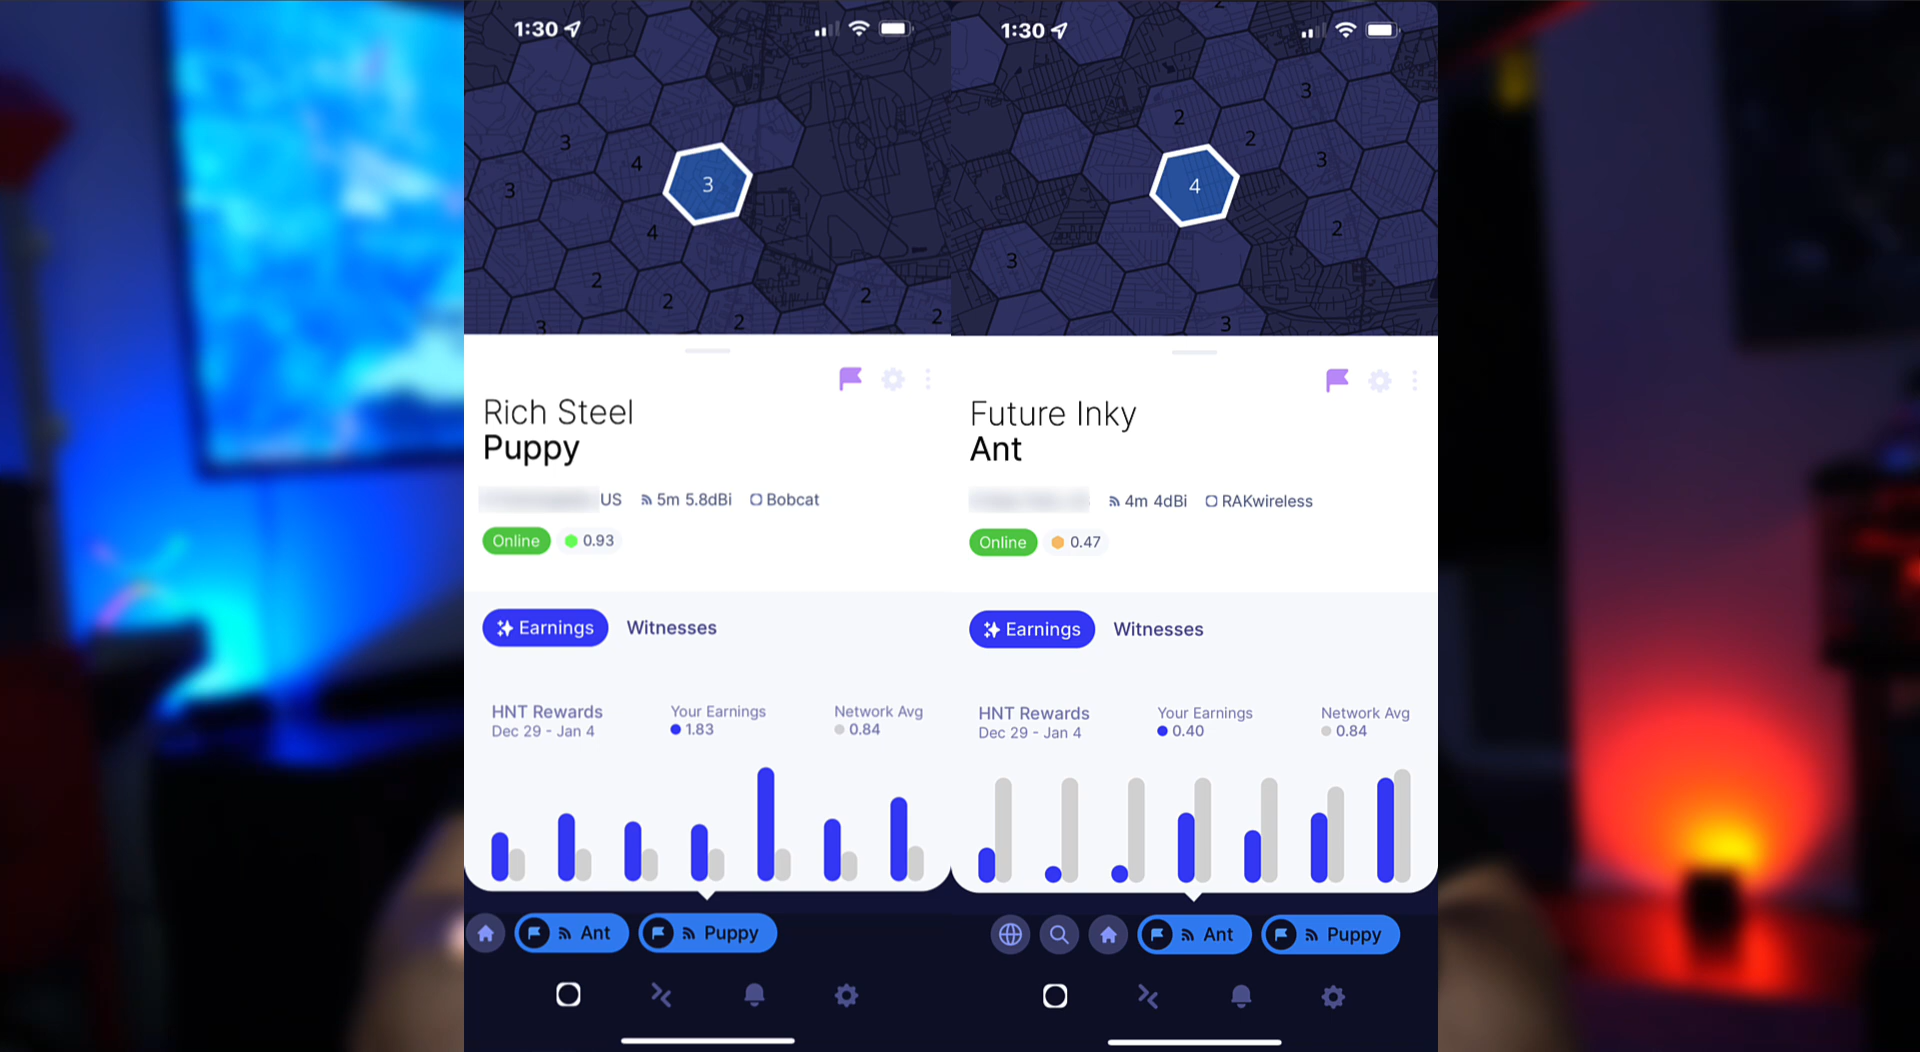 1:30
3
4
3
3
4
2
2
2
2
2
3
Rich Steel
Puppy
US 5m 5.8dBi Bobcat
Online 0.93
Earnings Witnesses
HNT Rewards Your Earnings Network Avg
Dec 29 - Jan 4 1.83 0.84
Ant Puppy
1:30
2
3
2
2
3
4
2
3
3
Future Inky
Ant
4m 4dBi RAKwireless
Online 0.47
Earnings Witnesses
HNT Rewards Your Earnings Network Avg
Dec 29 - Jan 4 0.40 0.84
Ant Puppy